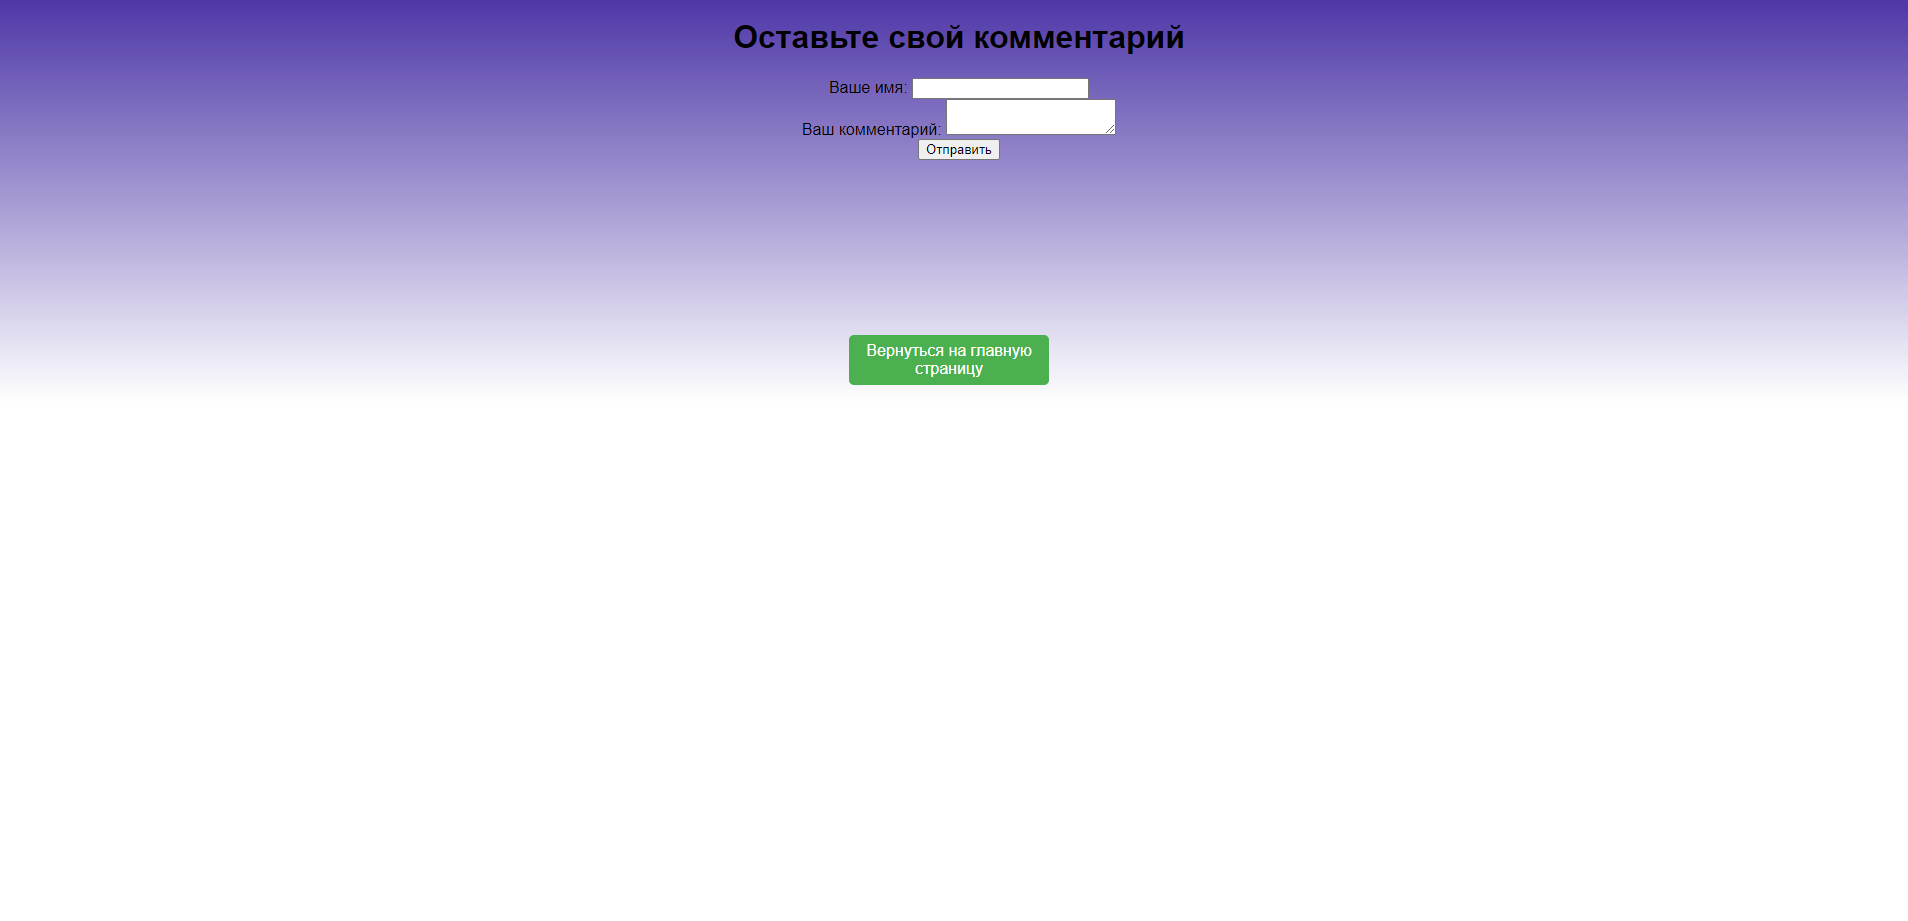 Оставьте свой комментарий
Ваше имя:
Ваш комментарий:
Отправить
Вернуться на главную
страницу